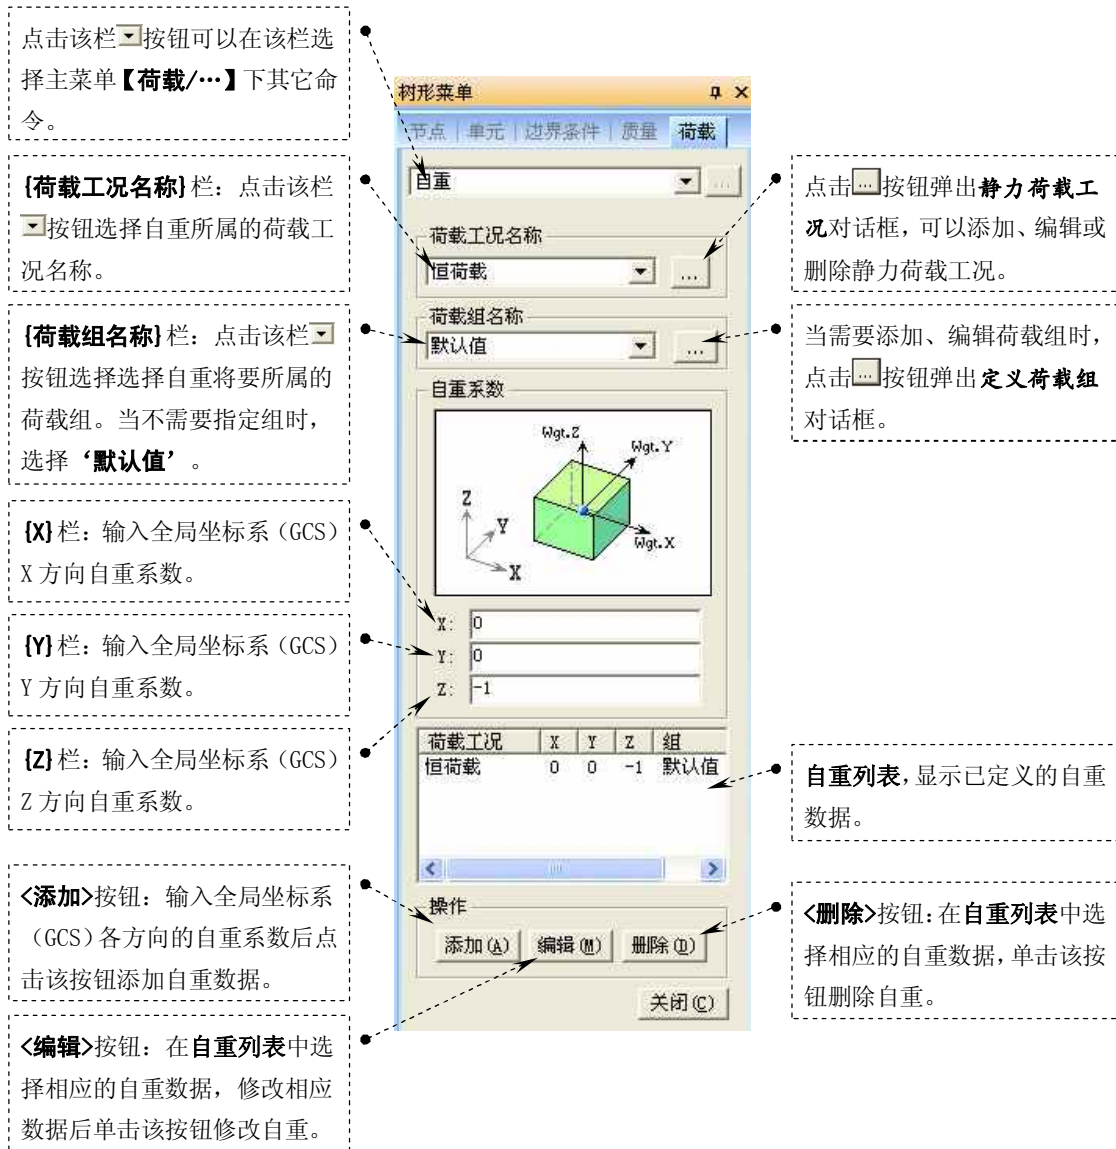 点击该栏按钮可以在该栏选
择主菜单【荷载/…】下其它命
令。
{荷载工况名称}栏：点击该栏
按钮选择自重所属的荷载工
况名称。
{荷载组名称}栏：点击该栏
按钮选择选择自重将要所属的
荷载组。当不需要指定组时，
选择‘默认值’。
{X}栏：输入全局坐标系（GCS）
X 方向自重系数。
{Y}栏：输入全局坐标系（GCS）
Y 方向自重系数。
{Z}栏：输入全局坐标系（GCS）
Z 方向自重系数。
<添加>按钮：输入全局坐标系
（GCS）各方向的自重系数后点
击该按钮添加自重数据。
<编辑>按钮：在自重列表中选
择相应的自重数据，修改相应
数据后单击该按钮修改自重。
树形菜单
节点 单元 边界条件 质量 荷载
自重 ...
荷载工况名称
恒荷载 ...
荷载组名称
默认值 ...
自重系数
Wgt.Z
Wgt.Y
Wgt.X
Z
Y
X
X: 0
Y: 0
Z: -1
荷载工况 X Y Z 组
恒荷载 0 0 -1 默认值
操作
添加(A) 编辑(M) 删除(D)
关闭(C)
点击...按钮弹出静力荷载工
况对话框，可以添加、编辑或
删除静力荷载工况。
当需要添加、编辑荷载组时，
点击...按钮弹出定义荷载组
对话框。
自重列表，显示已定义的自重
数据。
<删除>按钮：在自重列表中选
择相应的自重数据，单击该按
钮删除自重。